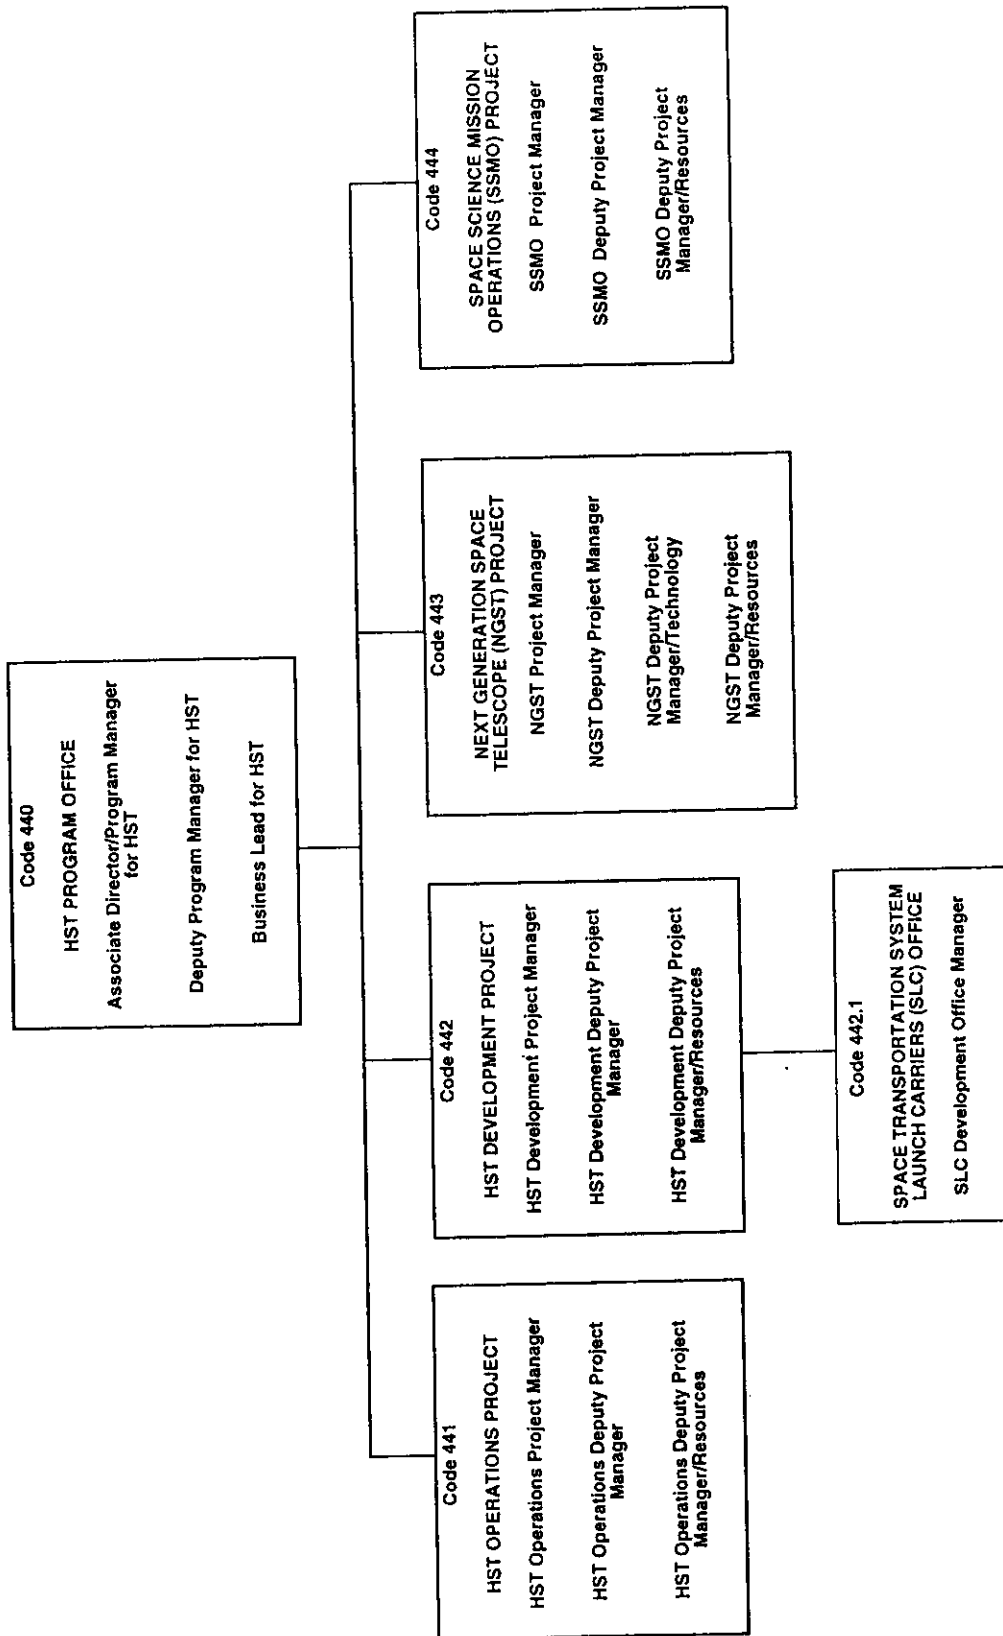 Code 440
HST PROGRAM OFFICE
Associate Director/Program Manager
for HST
Deputy Program Manager for HST
Business Lead for HST
Code 441
HST OPERATIONS PROJECT
HST Operations Project Manager
HST Operations Deputy Project
Manager
HST Operations Deputy Project
Manager/Resources
Code 442
HST DEVELOPMENT PROJECT
HST Development Project Manager
HST Development Deputy Project
Manager
HST Development Deputy Project
Manager/Resources
Code 443
NEXT GENERATION SPACE
TELESCOPE (NGST) PROJECT
NGST Project Manager
NGST Deputy Project Manager
NGST Deputy Project
Manager/Technology
NGST Deputy Project
Manager/Resources
Code 444
SPACE SCIENCE MISSION
OPERATIONS (SSMO) PROJECT
SSMO Project Manager
SSMO Deputy Project Manager
SSMO Deputy Project
Manager/Resources
Code 442.1
SPACE TRANSPORTATION SYSTEM
LAUNCH CARRIERS (SLC) OFFICE
SLC Development Office Manager